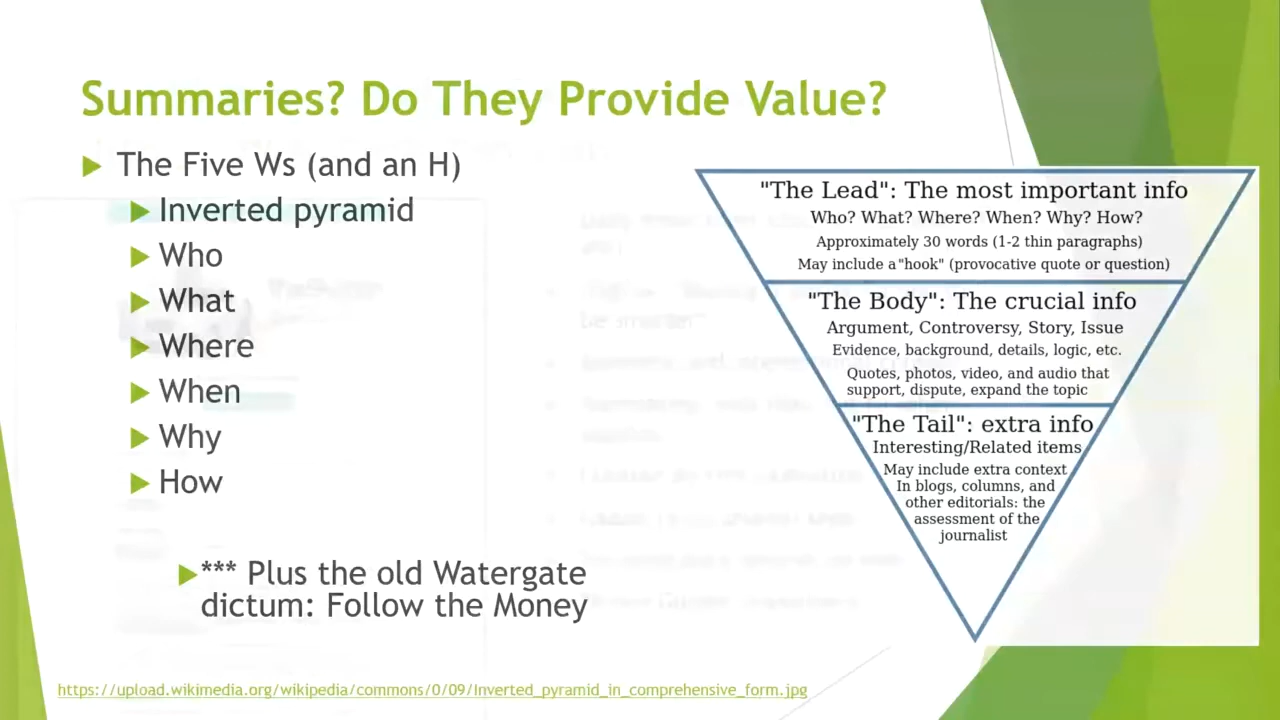 Summaries? Do They Provide Value?
The Five Ws (and an H)
Inverted pyramid
Who
What
Where
When
Why
How
*** Plus the old Watergate
dictum: Follow the Money
"The Lead": The most important info
Who? What? Where? When? Why? How?
Approximately 30 words (1-2 thin paragraphs)
May include a "hook" (provocative quote or question)
"The Body": The crucial info
Argument, Controversy, Story, Issue
Evidence, background, details, logic, etc.
Quotes, photos, video, and audio that
support, dispute, expand the topic
"The Tail": extra info
Interesting/Related items
May include extra context
In blogs, columns, and
other editorials: the
assessment of the
journalist
https://upload.wikimedia.org/wikipedia/commons/0/09/Inverted_pyramid_in_comprehensive_form.jpg